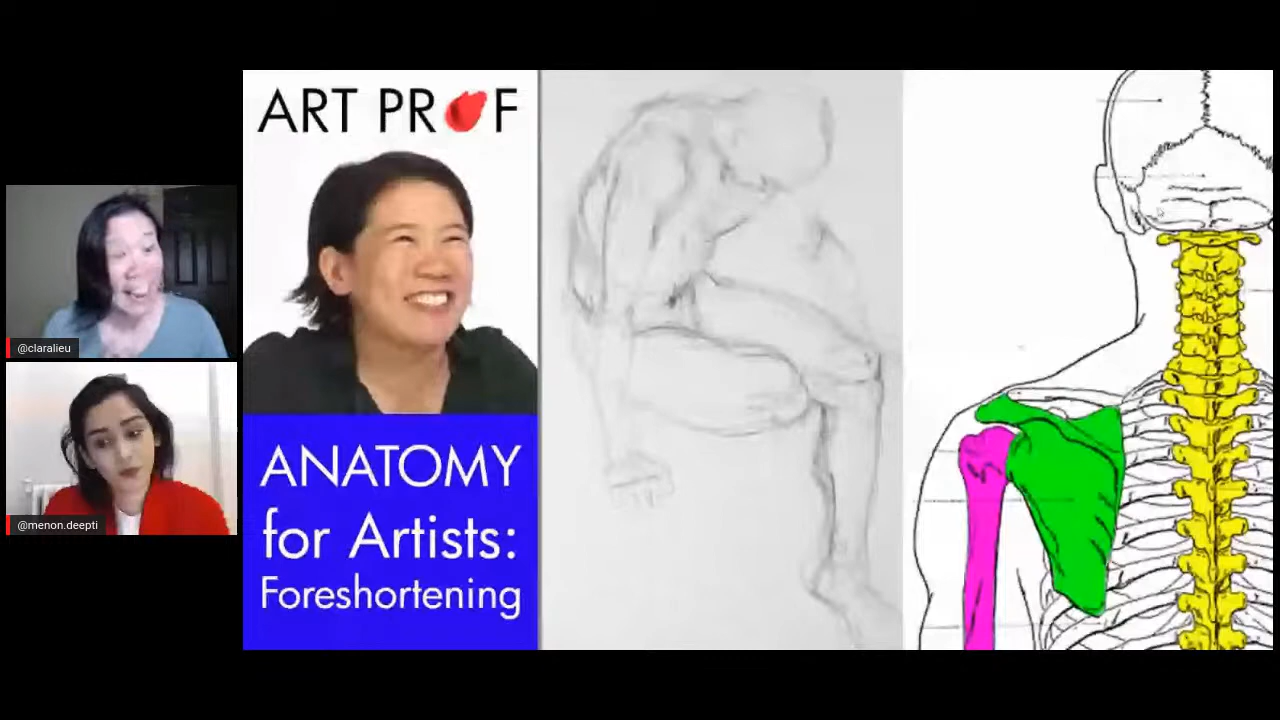 ART PROF
ANATOMY
for Artists:
Foreshortening
@claralieu
@menon.deepti